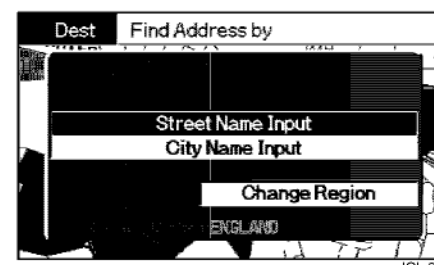 Dest Find Address by
Street Name Input
City Name Input
Change Region
ENGLAND